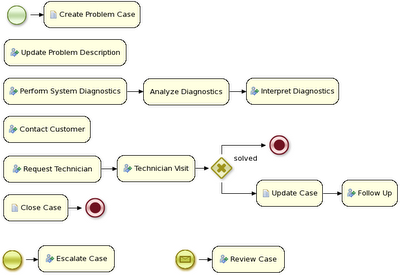 Create Problem Case
Update Problem Description
Perform System Diagnostics
Analyze Diagnostics
Interpret Diagnostics
Contact Customer
Request Technician
Technician Visit
solved
Update Case
Follow Up
Close Case
Escalate Case
Review Case